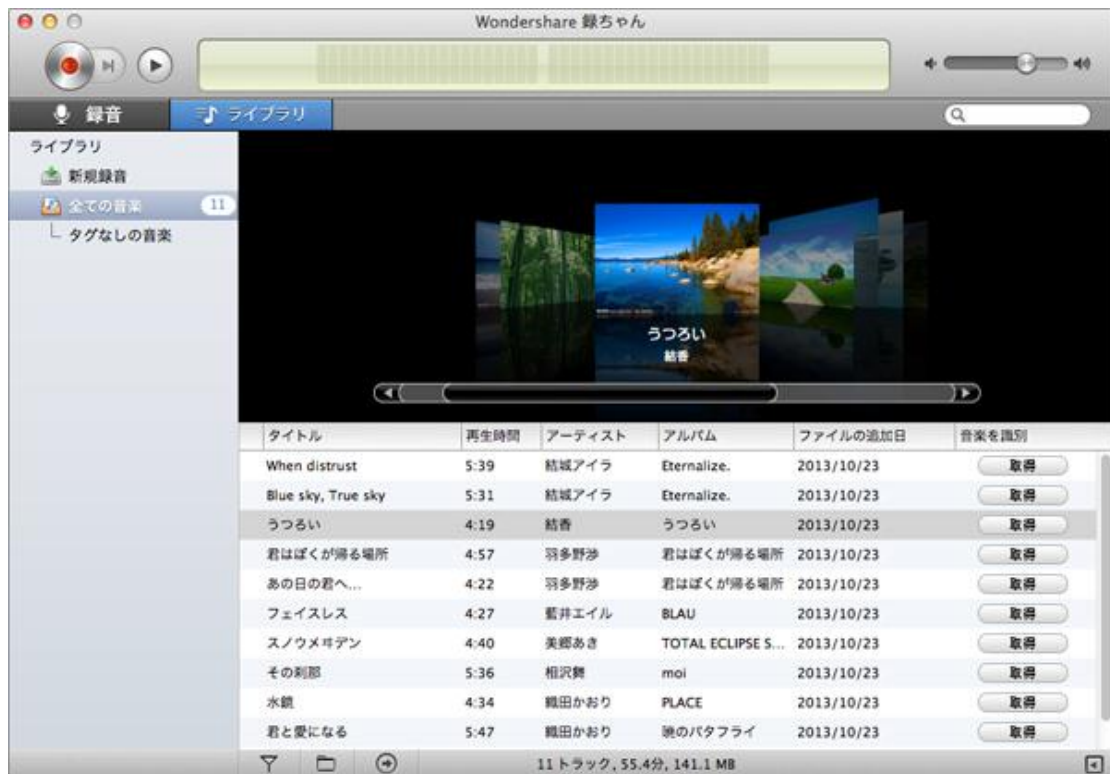 Wondershare 録ちゃん
録音 ライブラリ
ライブラリ
新規録音
全ての音楽 11
タグなしの音楽
うつろい
結香
タイトル 再生時間 アーティスト アルバム ファイルの追加日 音楽を識別
When distrust 5:39 結城アイラ Eternalize. 2013/10/23 取得
Blue sky, True sky 5:31 結城アイラ Eternalize. 2013/10/23 取得
うつろい 4:19 結香 うつろい 2013/10/23 取得
君はぼくが帰る場所 4:57 羽多野渉 君はぼくが帰る場所 2013/10/23 取得
あの日の君へ... 4:22 羽多野渉 君はぼくが帰る場所 2013/10/23 取得
フェイスレス 4:27 藍井エイル BLAU 2013/10/23 取得
スノウメヰデン 4:40 美郷あき TOTAL ECLIPSE S... 2013/10/23 取得
その刹那 5:36 相沢舞 moi 2013/10/23 取得
水鏡 4:34 織田かおり PLACE 2013/10/23 取得
君と愛になる 5:47 織田かおり 暁のバタフライ 2013/10/23 取得
11 トラック, 55.4分, 141.1 MB